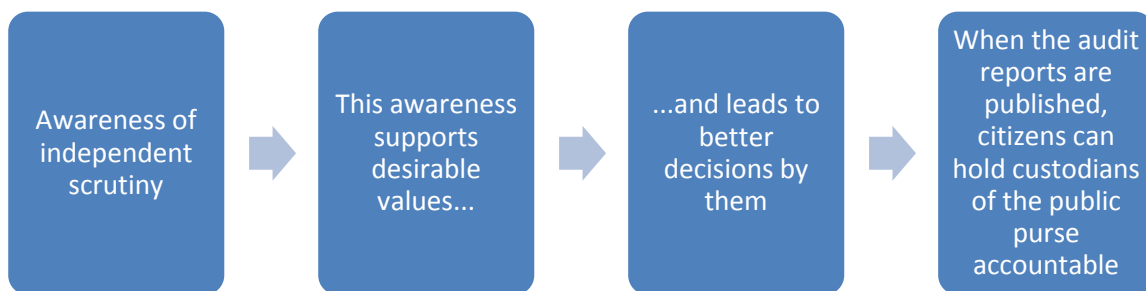 Awareness of
independent
scrutiny
This awareness
supports
desirable
values...
...and leads to
better
decisions by
them
When the audit
reports are
published,
citizens can
hold custodians
of the public
purse
accountable